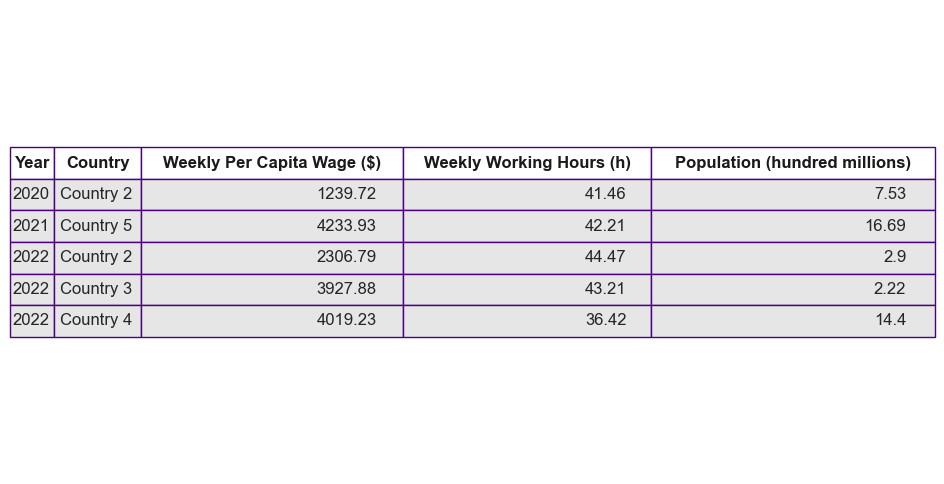 Year Country Weekly Per Capita Wage ($) Weekly Working Hours (h) Population (hundred millions)
2020 Country 2 1239.72 41.46 7.53
2021 Country 5 4233.93 42.21 16.69
2022 Country 2 2306.79 44.47 2.9
2022 Country 3 3927.88 43.21 2.22
2022 Country 4 4019.23 36.42 14.4